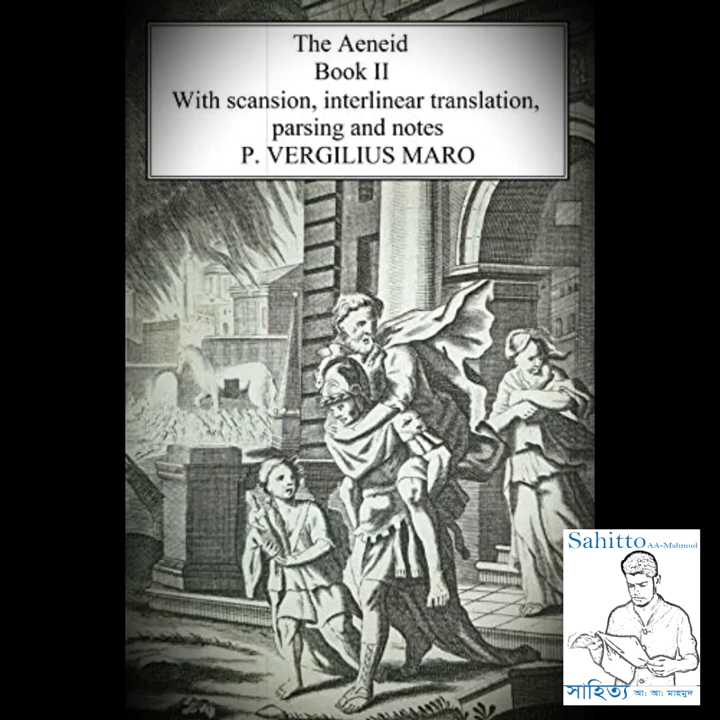 The Aeneid
Book II
With scansion, interlinear translation,
parsing and notes
P. VERGILIUS MARO
Sahitto AA-Mahmud
সাহিত্য আ: আ: মাহমুদ